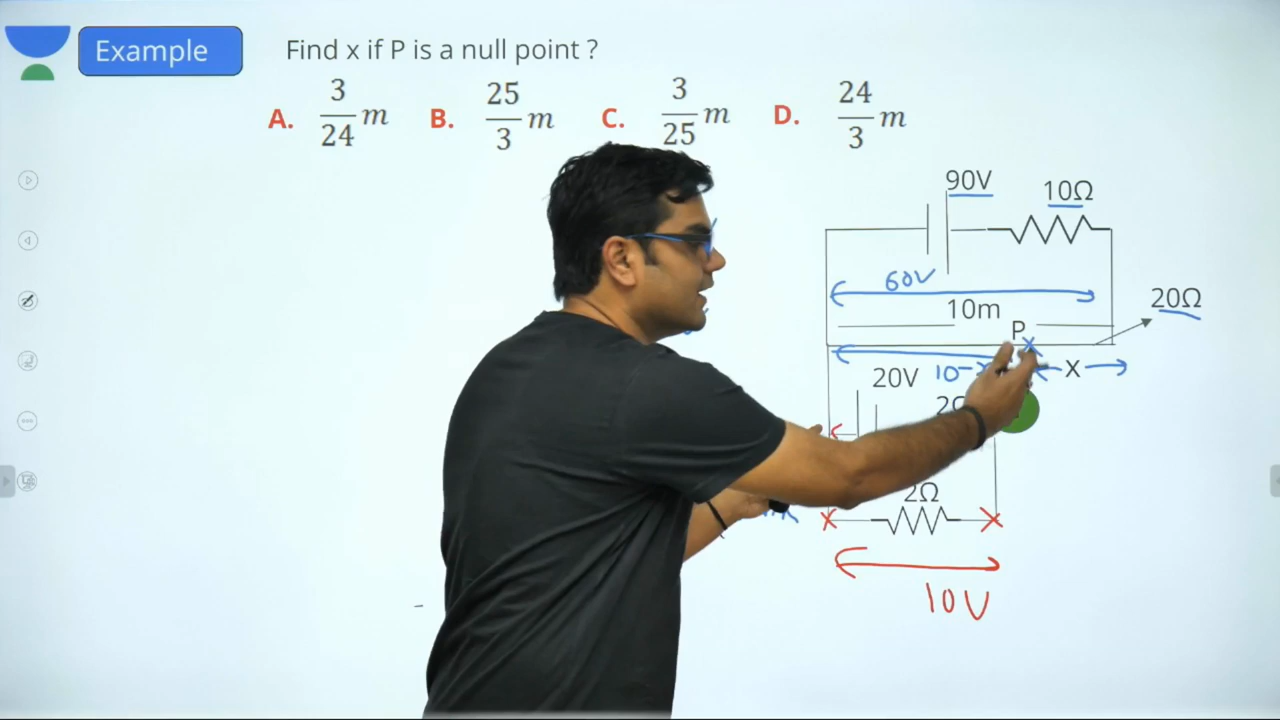 Example
Find x if P is a null point ?
A. 3/24 m B. 25/3 m C. 3/25 m D. 24/3 m
90V
10Ω
60V
10m
20Ω
P
10-x
X
20V
2Ω
10V